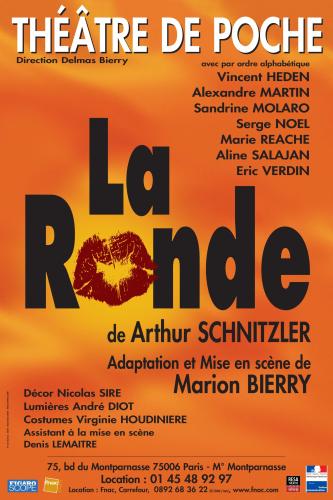 THÉÂTRE DE POCHE
Direction Delmas Bierry
avec par ordre alphabétique
Vincent HEDEN
Alexandre MARTIN
Sandrine MOLARO
Serge NOEL
Marie REACHE
Aline SALAJAN
Eric VERDIN
La
Ronde
de Arthur SCHNITZLER
Adaptation et Mise en scène de
Marion BIERRY
Décor Nicolas SIRE
Lumières André DIOT
Costumes Virginie HOUDINIERE
Assistant à la mise en scène
Denis LEMAITRE
75, bd du Montparnasse 75006 Paris - M° Montparnasse
Location : 01 45 48 92 97
Location : Fnac, Carrefour, 0892 68 36 22 www.fnac.com
FIGARO
SCOPE
fnac